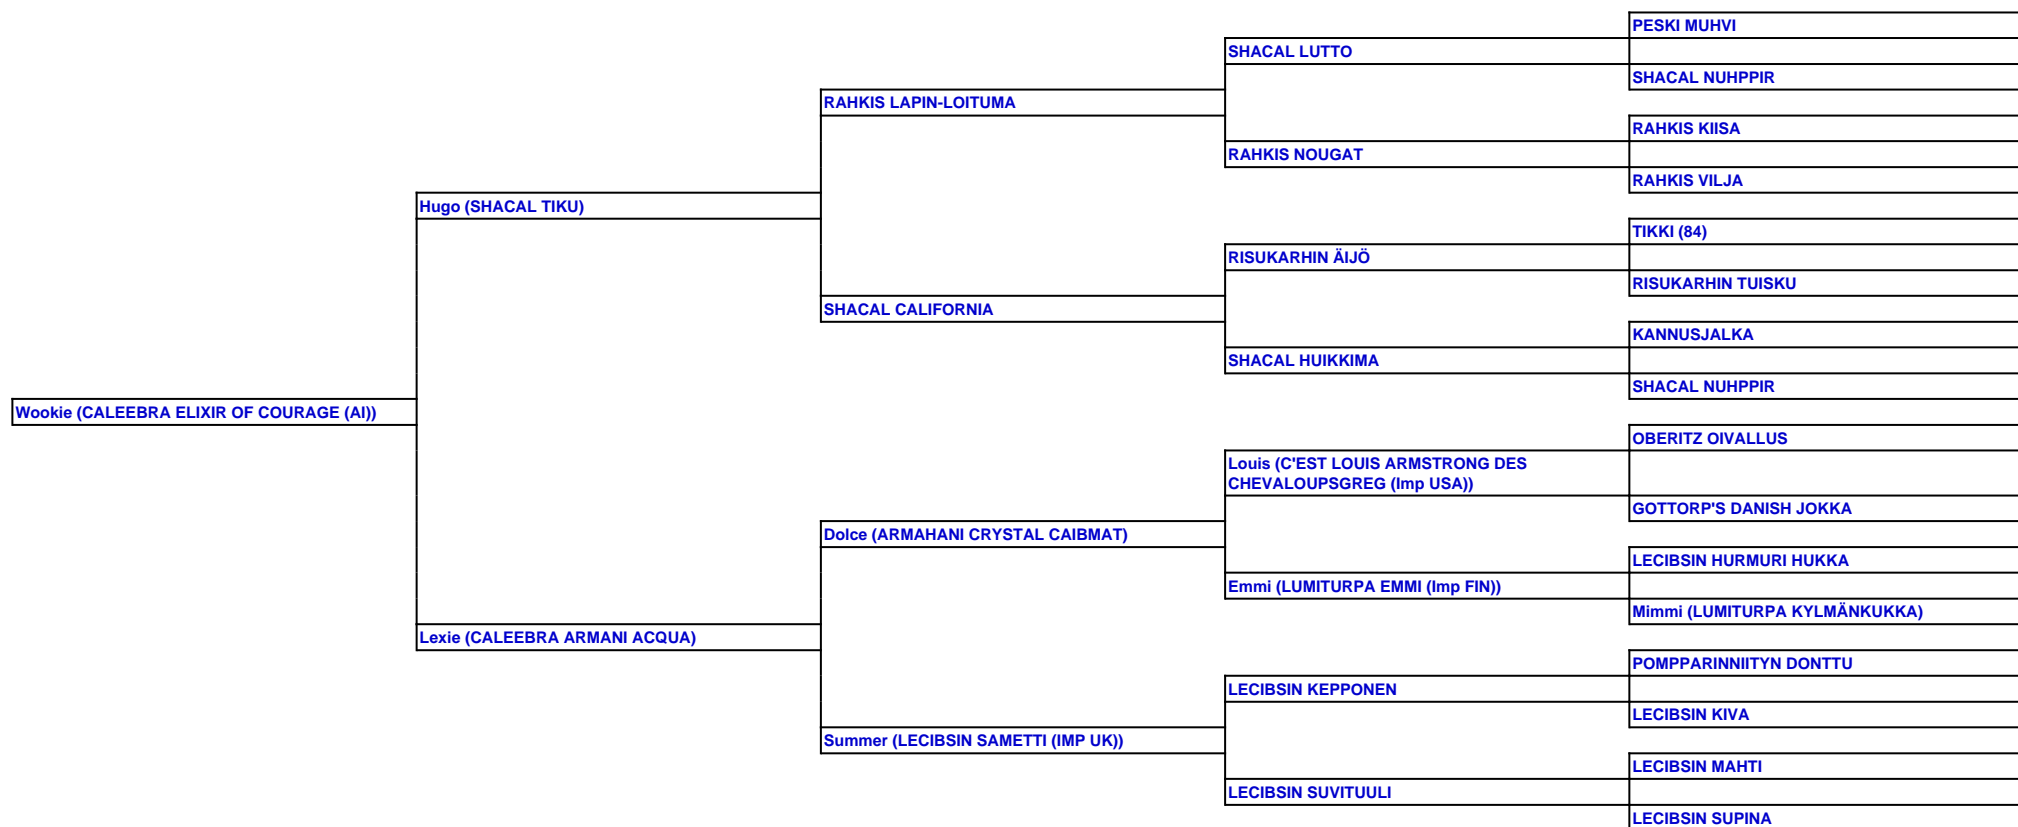 PESKI MUHVI
SHACAL LUTTO
SHACAL NUHPPIR
RAHKIS LAPIN-LOITUMA
RAHKIS KIISA
RAHKIS NOUGAT
RAHKIS VILJA
Hugo (SHACAL TIKU)
TIKKI (84)
RISUKARHIN ÄIJÖ
RISUKARHIN TUISKU
SHACAL CALIFORNIA
KANNUSJALKA
SHACAL HUIKKIMA
SHACAL NUHPPIR
Wookie (CALEEBRA ELIXIR OF COURAGE (AI))
OBERITZ OIVALLUS
Louis (C'EST LOUIS ARMSTRONG DES
CHEVALOUPSGREG (Imp USA))
GOTTORP'S DANISH JOKKA
Dolce (ARMAHANI CRYSTAL CAIBMAT)
LECIBSIN HURMURI HUKKA
Emmi (LUMITURPA EMMI (Imp FIN))
Mimmi (LUMITURPA KYLMÄNKUKKA)
Lexie (CALEEBRA ARMANI ACQUA)
POMPPARINNIITYN DONTTU
LECIBSIN KEPPONEN
LECIBSIN KIVA
Summer (LECIBSIN SAMETTI (IMP UK))
LECIBSIN MAHTI
LECIBSIN SUVITUULI
LECIBSIN SUPINA